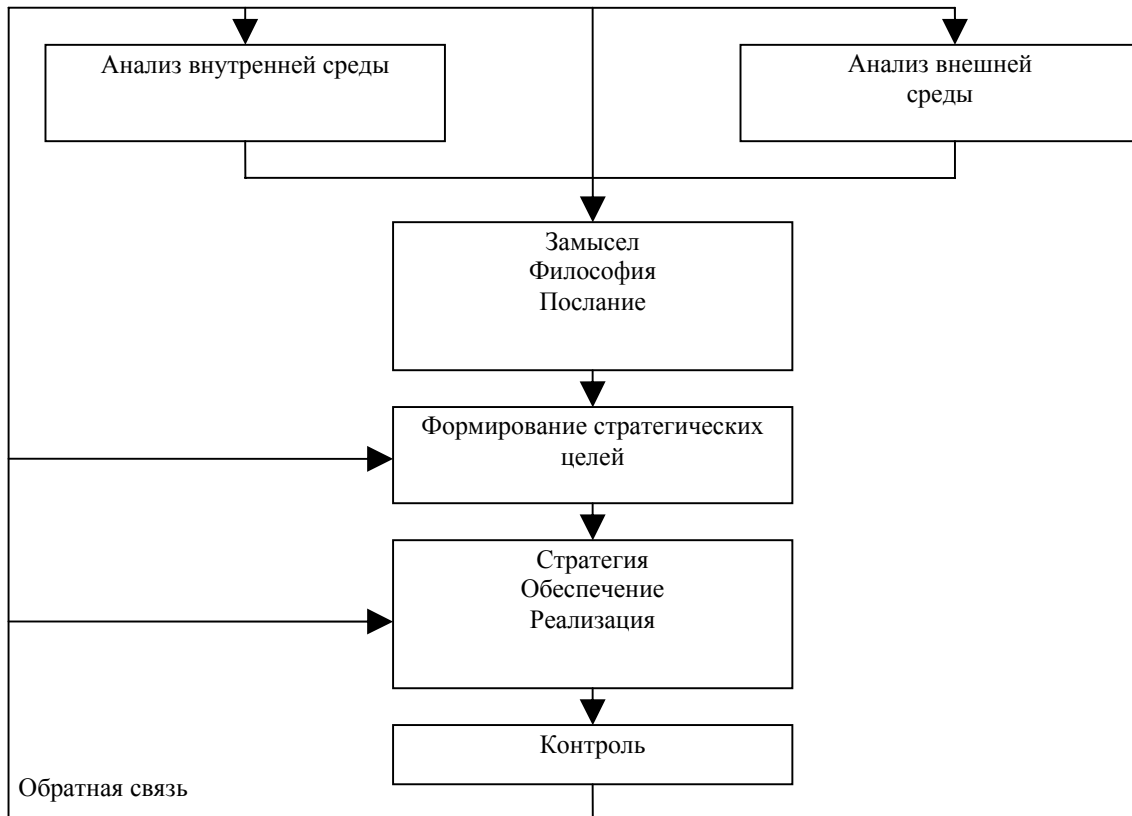 Анализ внутренней среды
Анализ внешней
среды
Замысел
Философия
Послание
Формирование стратегических
целей
Стратегия
Обеспечение
Реализация
Контроль
Обратная связь